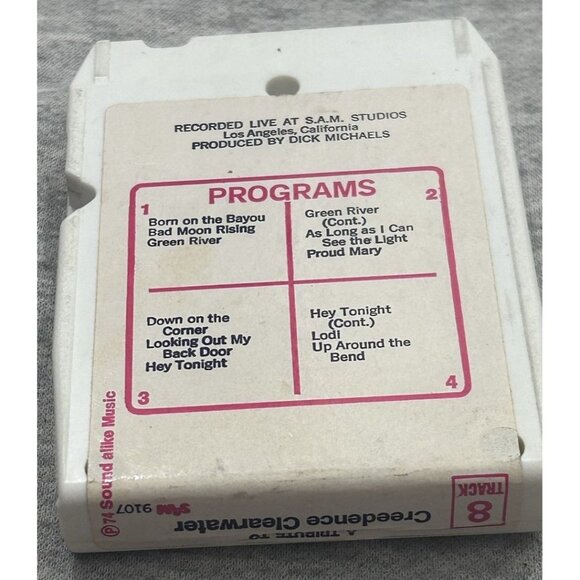 RECORDED LIVE AT S.A.M. STUDIOS
Los Angeles, California
PRODUCED BY DICK MICHAELS
PROGRAMS
1
Born on the Bayou
Bad Moon Rising
Green River
2
Green River
(Cont.)
As Long as I Can
See the Light
Proud Mary
Down on the
Corner
Looking Out My
Back Door
Hey Tonight
3
Hey Tonight
(Cont.)
Lodi
Up Around the
Bend
4
℗74 Sound alike Music
8
TRACK
SAM 9107
A TRIBUTE TO
Creedence Clearwater